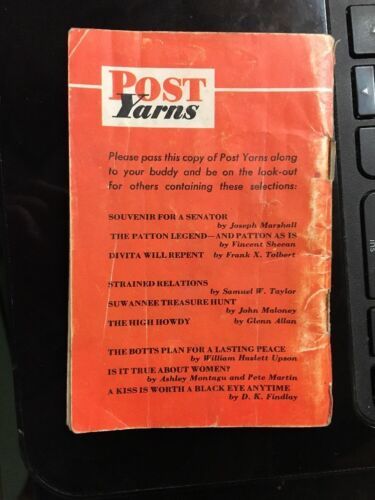 POST
Yarns
Please pass this copy of Post Yarns along
to your buddy and be on the look-out
for others containing these selections:
SOUVENIR FOR A SENATOR
by Joseph Marshall
THE PATTON LEGEND—AND PATTON AS IS
by Vincent Sheean
DIVITA WILL REPENT by Frank X. Tolbert
STRAINED RELATIONS
by Samuel W. Taylor
SUWANNEE TREASURE HUNT
by John Maloney
THE HIGH HOWDY by Glenn Allan
THE BOTTS PLAN FOR A LASTING PEACE
by William Hazlett Upson
IS IT TRUE ABOUT WOMEN?
by Ashley Montagu and Pete Martin
A KISS IS WORTH A BLACK EYE ANYTIME
by D. K. Findlay
ins